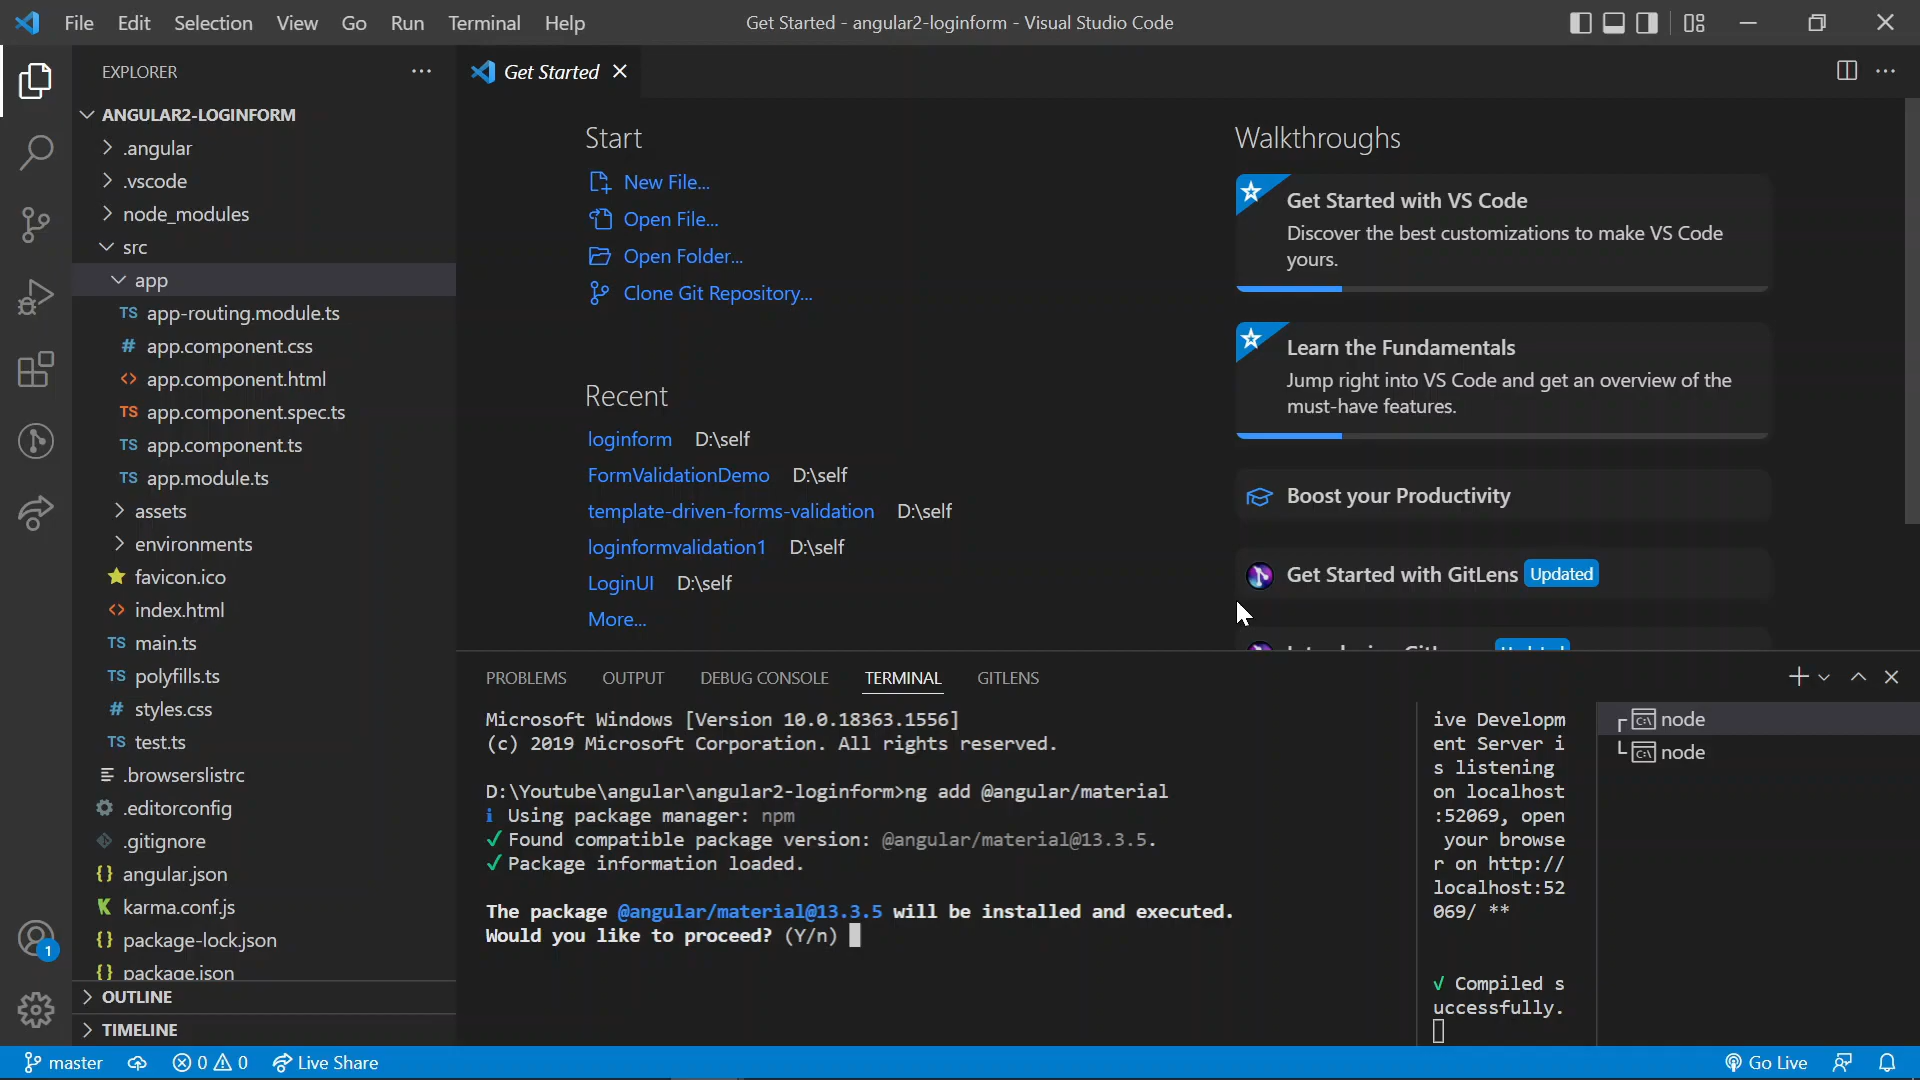 File Edit Selection View Go Run Terminal Help
Get Started - angular2-loginform - Visual Studio Code
EXPLORER
ANGULAR2-LOGINFORM
.angular
.vscode
node_modules
src
app
TS app-routing.module.ts
# app.component.css
<> app.component.html
TS app.component.spec.ts
TS app.component.ts
TS app.module.ts
assets
environments
favicon.ico
<> index.html
TS main.ts
TS polyfills.ts
# styles.css
TS test.ts
.browserslistrc
.editorconfig
.gitignore
{} angular.json
karma.conf.js
{} package-lock.json
{} package.json
OUTLINE
TIMELINE
1
Get Started
Start
New File...
Open File...
Open Folder...
Clone Git Repository...
Recent
loginform D:\self
FormValidationDemo D:\self
template-driven-forms-validation D:\self
loginformvalidation1 D:\self
LoginUI D:\self
More...
Walkthroughs
Get Started with VS Code
Discover the best customizations to make VS Code
yours.
Learn the Fundamentals
Jump right into VS Code and get an overview of the
must-have features.
Boost your Productivity
Get Started with GitLens Updated
PROBLEMS OUTPUT DEBUG CONSOLE TERMINAL GITLENS
Microsoft Windows [Version 10.0.18363.1556]
(c) 2019 Microsoft Corporation. All rights reserved.
D:\Youtube\angular\angular2-loginform>ng add @angular/material
i Using package manager: npm
√ Found compatible package version: @angular/material@13.3.5.
√ Package information loaded.
The package @angular/material@13.3.5 will be installed and executed.
Would you like to proceed? (Y/n)
ive Developm
ent Server i
s listening
on localhost
:52069, open
your browse
r on http://
localhost:52
069/ **
√ Compiled s
uccessfully.
node
node
master
0 0
Live Share
Go Live